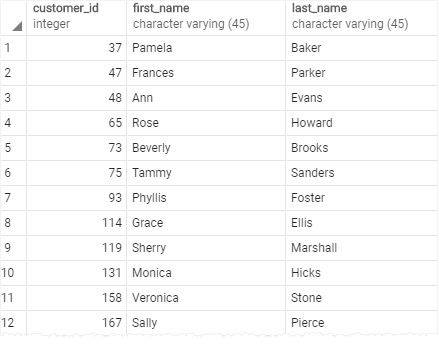 customer_id first_name last_name
integer character varying (45) character varying (45)
1 37 Pamela Baker
2 47 Frances Parker
3 48 Ann Evans
4 65 Rose Howard
5 73 Beverly Brooks
6 75 Tammy Sanders
7 93 Phyllis Foster
8 114 Grace Ellis
9 119 Sherry Marshall
10 131 Monica Hicks
11 158 Veronica Stone
12 167 Sally Pierce